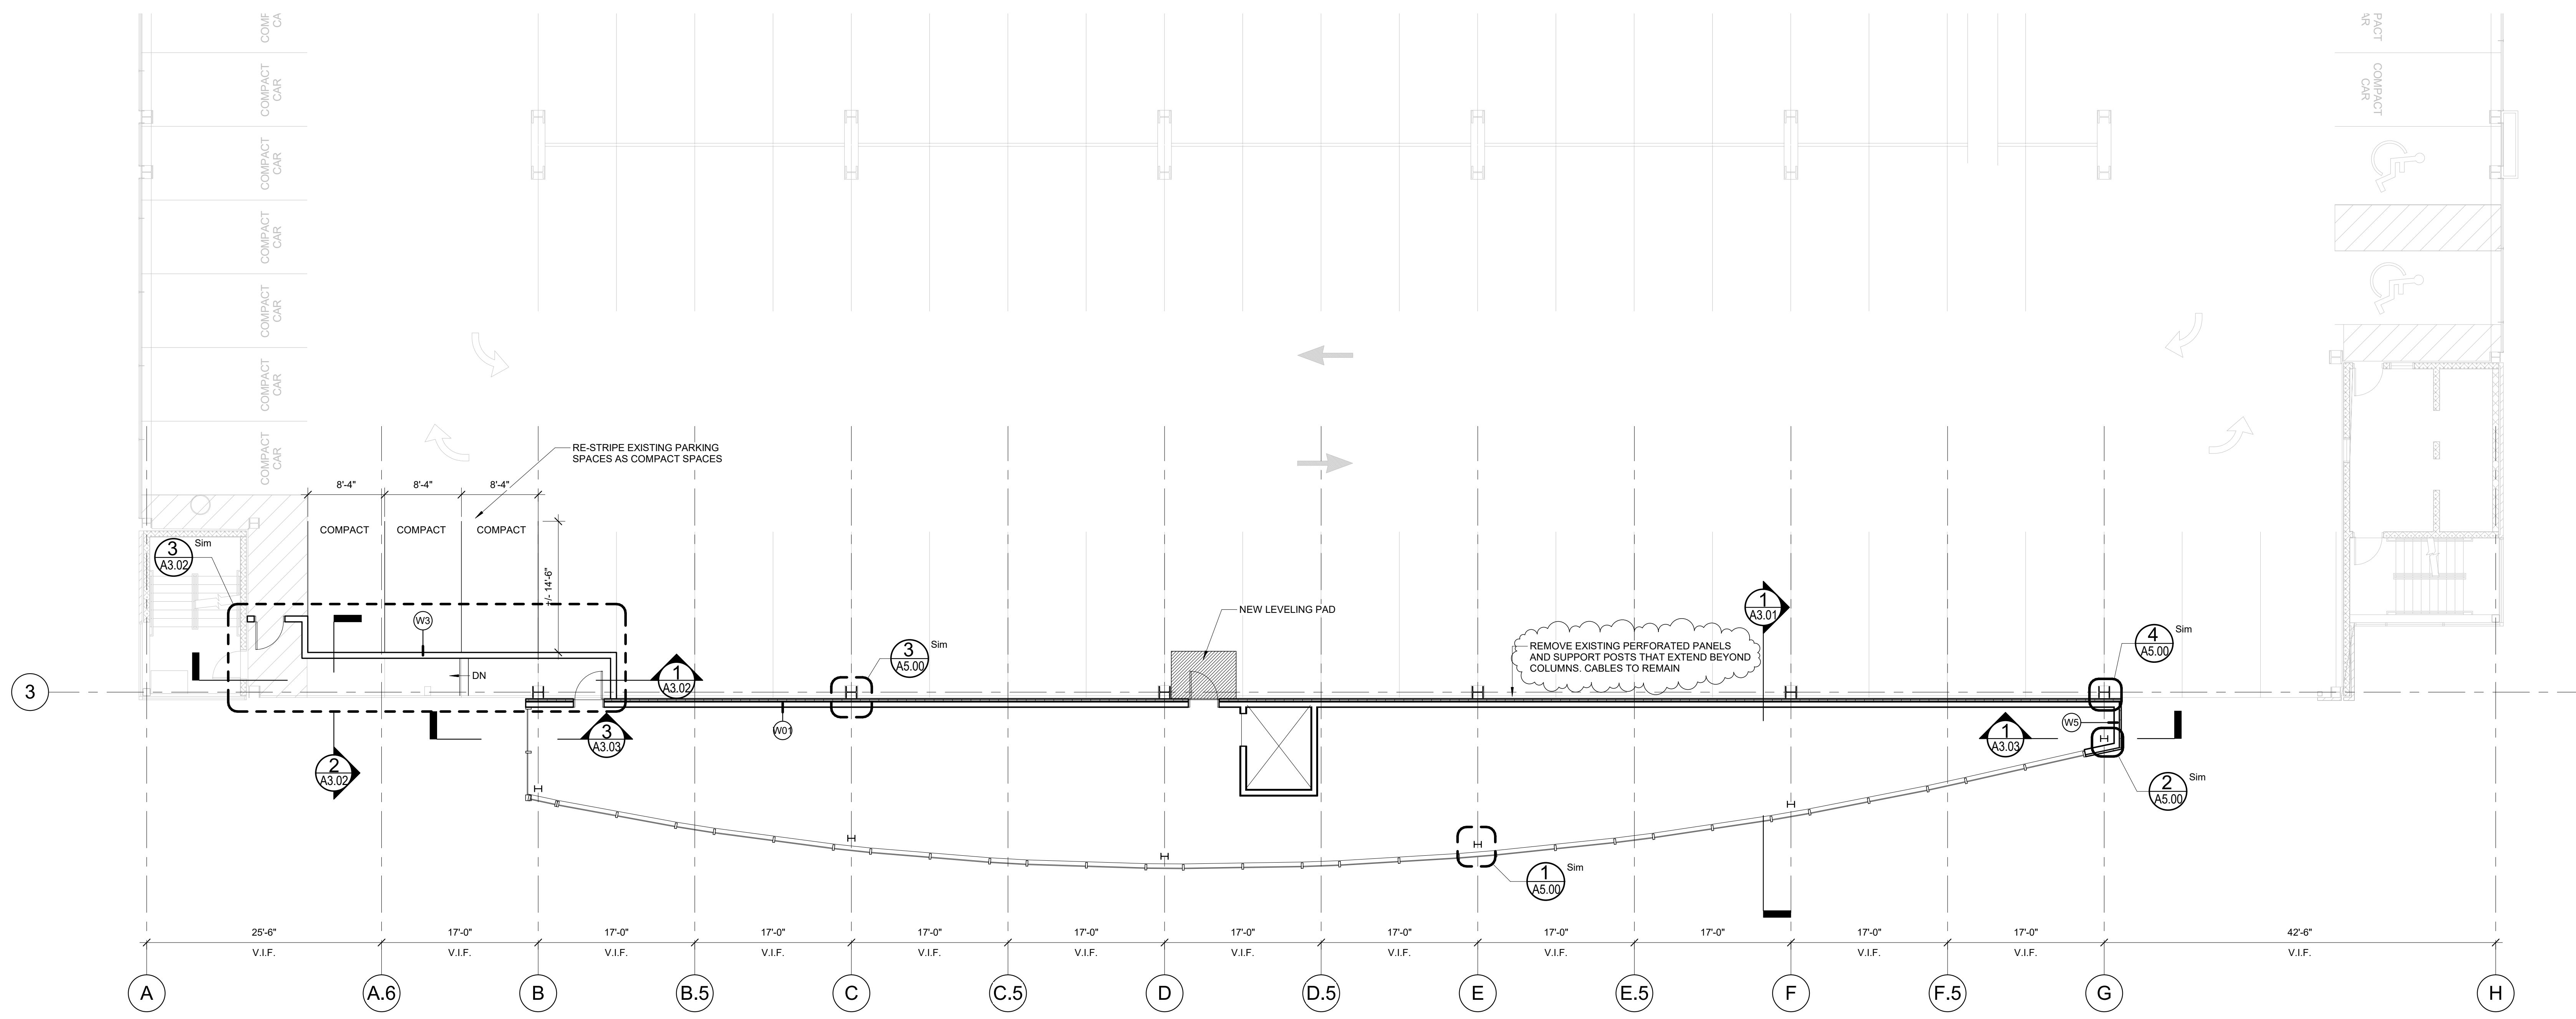 COMPACT
CAR
COMPACT
CAR
COMPACT
CAR
COMPACT
CAR
COMPACT
CAR
COMPACT
CAR
COMPACT
CAR
COMPACT
CAR
RE-STRIPE EXISTING PARKING
SPACES AS COMPACT SPACES
8'-4"
8'-4"
8'-4"
COMPACT
COMPACT
COMPACT
+/- 14'-6"
3
A3.02
Sim
W3
DN
NEW LEVELING PAD
1
A3.01
REMOVE EXISTING PERFORATED PANELS
AND SUPPORT POSTS THAT EXTEND BEYOND
COLUMNS. CABLES TO REMAIN
3
A5.00
Sim
4
A5.00
Sim
1
A3.02
3
W01
3
A3.03
W5
1
A3.03
2
A3.02
2
A5.00
Sim
1
A5.00
Sim
25'-6"
17'-0"
17'-0"
17'-0"
17'-0"
17'-0"
17'-0"
17'-0"
17'-0"
17'-0"
17'-0"
17'-0"
42'-6"
V.I.F.
V.I.F.
V.I.F.
V.I.F.
V.I.F.
V.I.F.
V.I.F.
V.I.F.
V.I.F.
V.I.F.
V.I.F.
V.I.F.
A
A.6
B
B.5
C
C.5
D
D.5
E
E.5
F
F.5
G
H